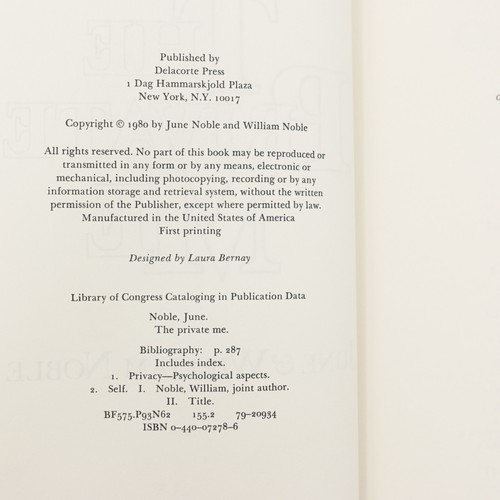 Published by
Delacorte Press
1 Dag Hammarskjold Plaza
New York, N.Y. 10017
Copyright © 1980 by June Noble and William Noble
All rights reserved. No part of this book may be reproduced or
transmitted in any form or by any means, electronic or
mechanical, including photocopying, recording or by any
information storage and retrieval system, without the written
permission of the Publisher, except where permitted by law.
Manufactured in the United States of America
First printing
Designed by Laura Bernay
Library of Congress Cataloging in Publication Data
Noble, June.
The private me.
Bibliography: p. 287
Includes index.
1. Privacy—Psychological aspects.
2. Self. I. Noble, William, joint author.
II. Title.
BF575.P93N62 155.2 79-20934
ISBN 0-440-07278-6